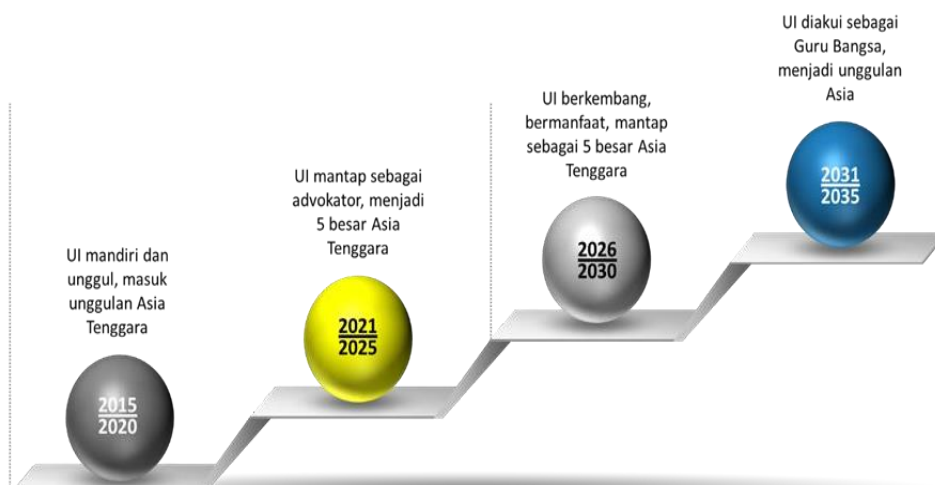 UI mandiri dan
unggul, masuk
unggulan Asia
Tenggara
2015
2020
UI mantap sebagai
advokator, menjadi
5 besar Asia
Tenggara
2021
2025
UI berkembang,
bermanfaat, mantap
sebagai 5 besar Asia
Tenggara
2026
2030
UI diakui sebagai
Guru Bangsa,
menjadi unggulan
Asia
2031
2035